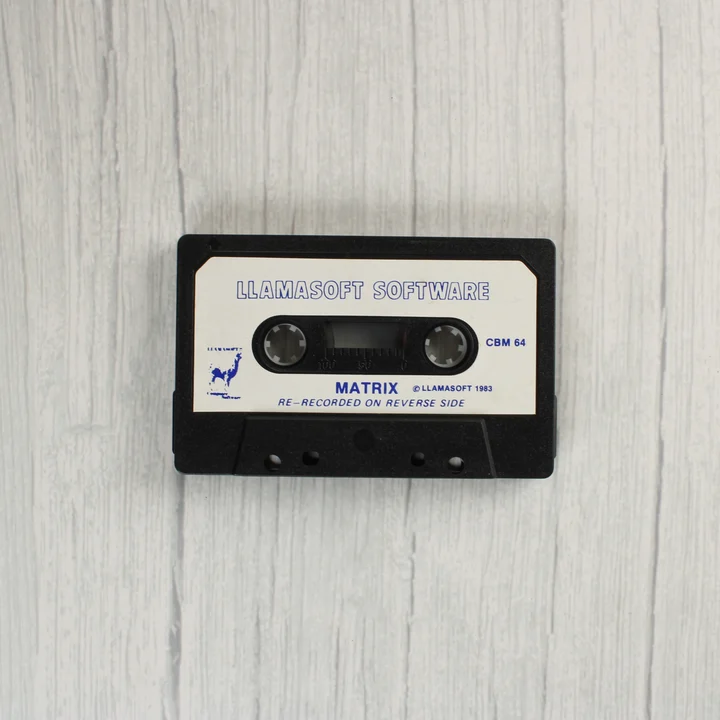 LLAMASOFT SOFTWARE
CBM 64
MATRIX © LLAMASOFT 1983
RE-RECORDED ON REVERSE SIDE